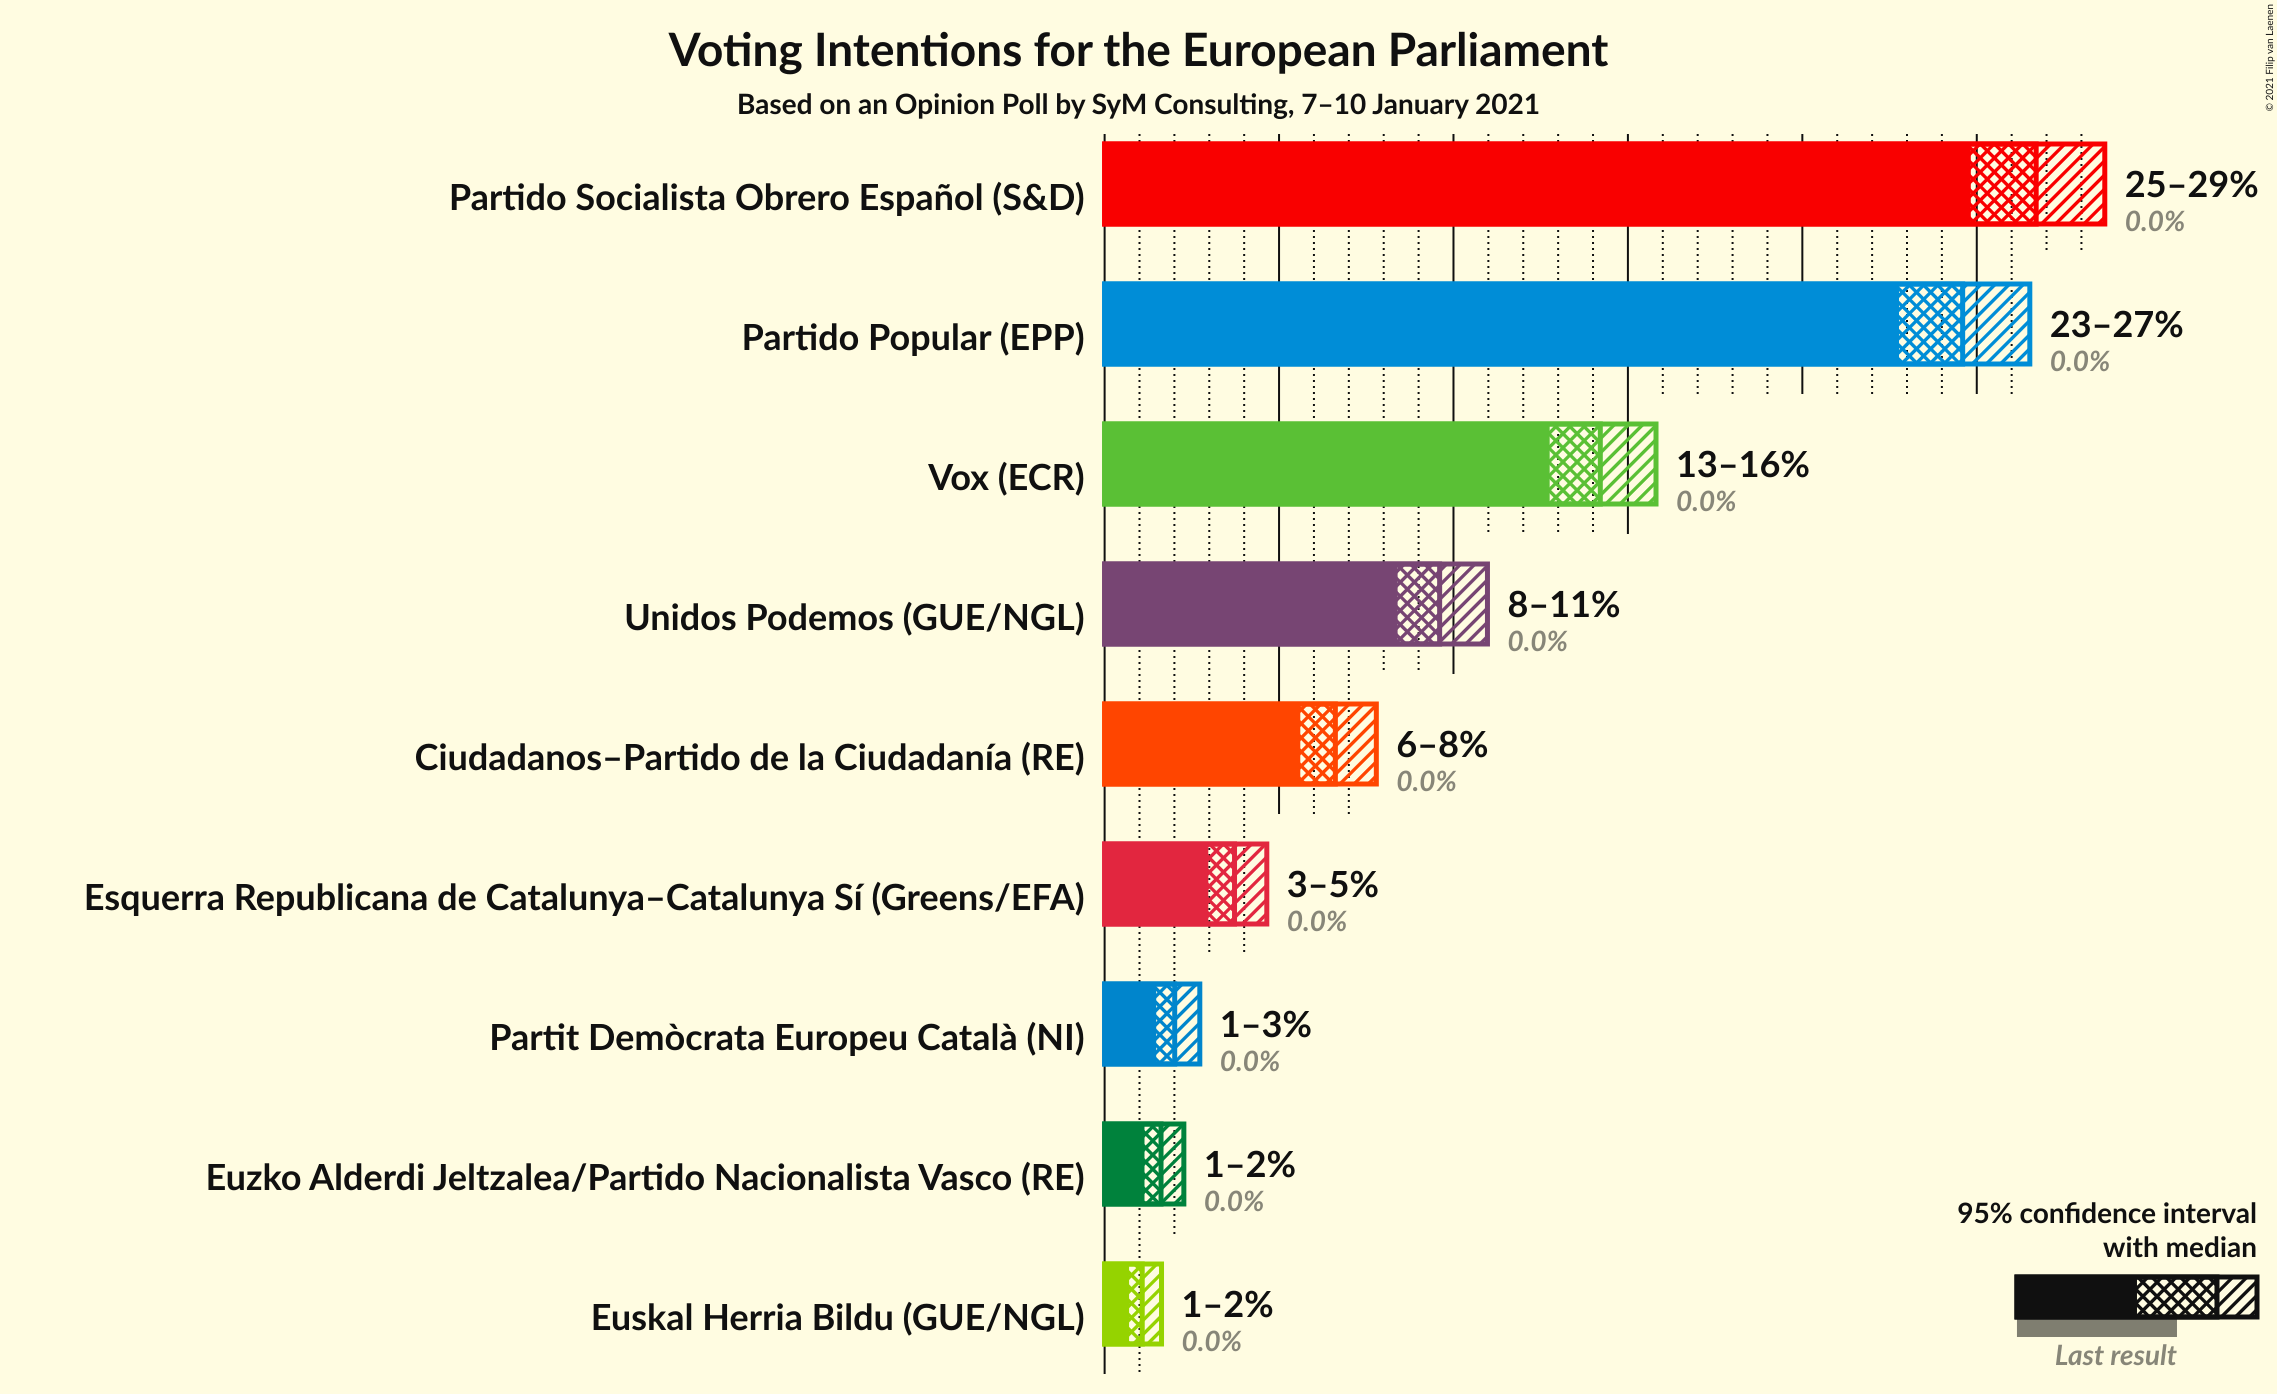 Voting Intentions for the European Parliament
Based on an Opinion Poll by SyM Consulting, 7–10 January 2021
© 2021 Filip van Laenen
Partido Socialista Obrero Español (S&D)
25–29%
0.0%
Partido Popular (EPP)
23–27%
0.0%
Vox (ECR)
13–16%
0.0%
Unidos Podemos (GUE/NGL)
8–11%
0.0%
Ciudadanos–Partido de la Ciudadanía (RE)
6–8%
0.0%
Esquerra Republicana de Catalunya–Catalunya Sí (Greens/EFA)
3–5%
0.0%
Partit Demòcrata Europeu Català (NI)
1–3%
0.0%
Euzko Alderdi Jeltzalea/Partido Nacionalista Vasco (RE)
1–2%
0.0%
Euskal Herria Bildu (GUE/NGL)
1–2%
0.0%
95% confidence interval
with median
Last result